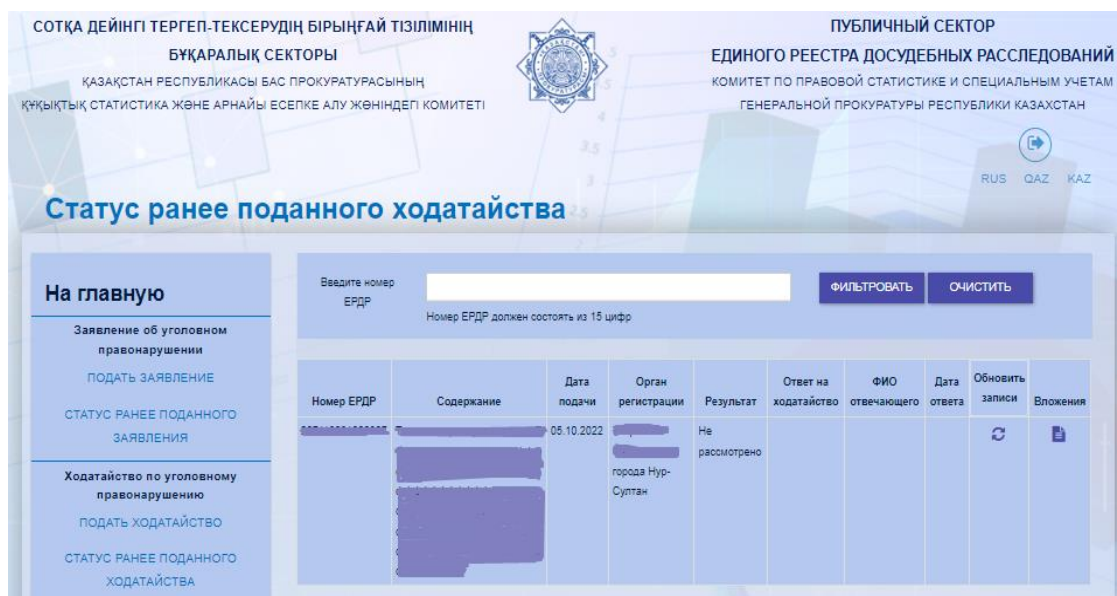 СОТҚА ДЕЙІНГІ ТЕРГЕП-ТЕКСЕРУДІҢ БІРЫҢҒАЙ ТІЗІЛІМІНІҢ
БҰҚАРАЛЫҚ СЕКТОРЫ
ҚАЗАҚСТАН РЕСПУБЛИКАСЫ БАС ПРОКУРАТУРАСЫНЫҢ
ҚҰҚЫҚТЫҚ СТАТИСТИКА ЖӘНЕ АРНАЙЫ ЕСЕПКЕ АЛУ ЖӨНІНДЕГІ КОМИТЕТІ
ПУБЛИЧНЫЙ СЕКТОР
ЕДИНОГО РЕЕСТРА ДОСУДЕБНЫХ РАССЛЕДОВАНИЙ
КОМИТЕТ ПО ПРАВОВОЙ СТАТИСТИКЕ И СПЕЦИАЛЬНЫМ УЧЕТАМ
ГЕНЕРАЛЬНОЙ ПРОКУРАТУРЫ РЕСПУБЛИКИ КАЗАХСТАН
RUS QAZ KAZ
Статус ранее поданного ходатайства
На главную
Заявление об уголовном
правонарушении
ПОДАТЬ ЗАЯВЛЕНИЕ
СТАТУС РАНЕЕ ПОДАННОГО
ЗАЯВЛЕНИЯ
Ходатайство по уголовному
правонарушению
ПОДАТЬ ХОДАТАЙСТВО
СТАТУС РАНЕЕ ПОДАННОГО
ХОДАТАЙСТВА
Введите номер
ЕРДР
ФИЛЬТРОВАТЬ ОЧИСТИТЬ
Номер ЕРДР должен состоять из 15 цифр
Номер ЕРДР
Содержание
Дата
подачи
Орган
регистрации
Результат
Ответ на
ходатайство
ФИО
отвечающего
Дата
ответа
Обновить
записи
Вложения
05.10.2022
города Нур-
Султан
Не
рассмотрено